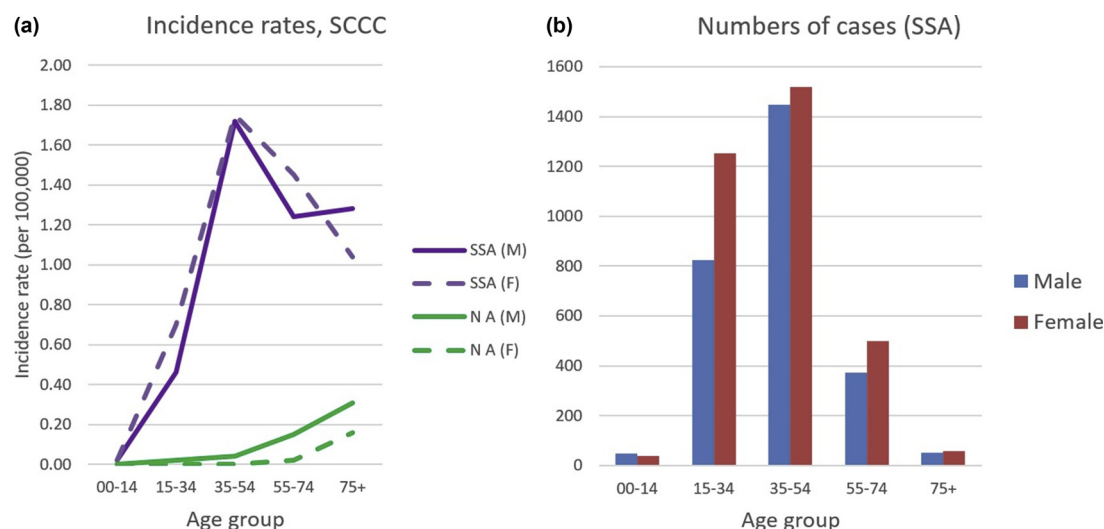 (a)
Incidence rates, SCCC
Incidence rate (per 100,000)
2.00
1.80
1.60
1.40
1.20
1.00
0.80
0.60
0.40
0.20
0.00
00-14 15-34 35-54 55-74 75+
Age group
SSA (M)
SSA (F)
N A (M)
N A (F)
(b)
Numbers of cases (SSA)
1600
1400
1200
1000
800
600
400
200
0
00-14 15-34 35-54 55-74 75+
Age group
Male
Female